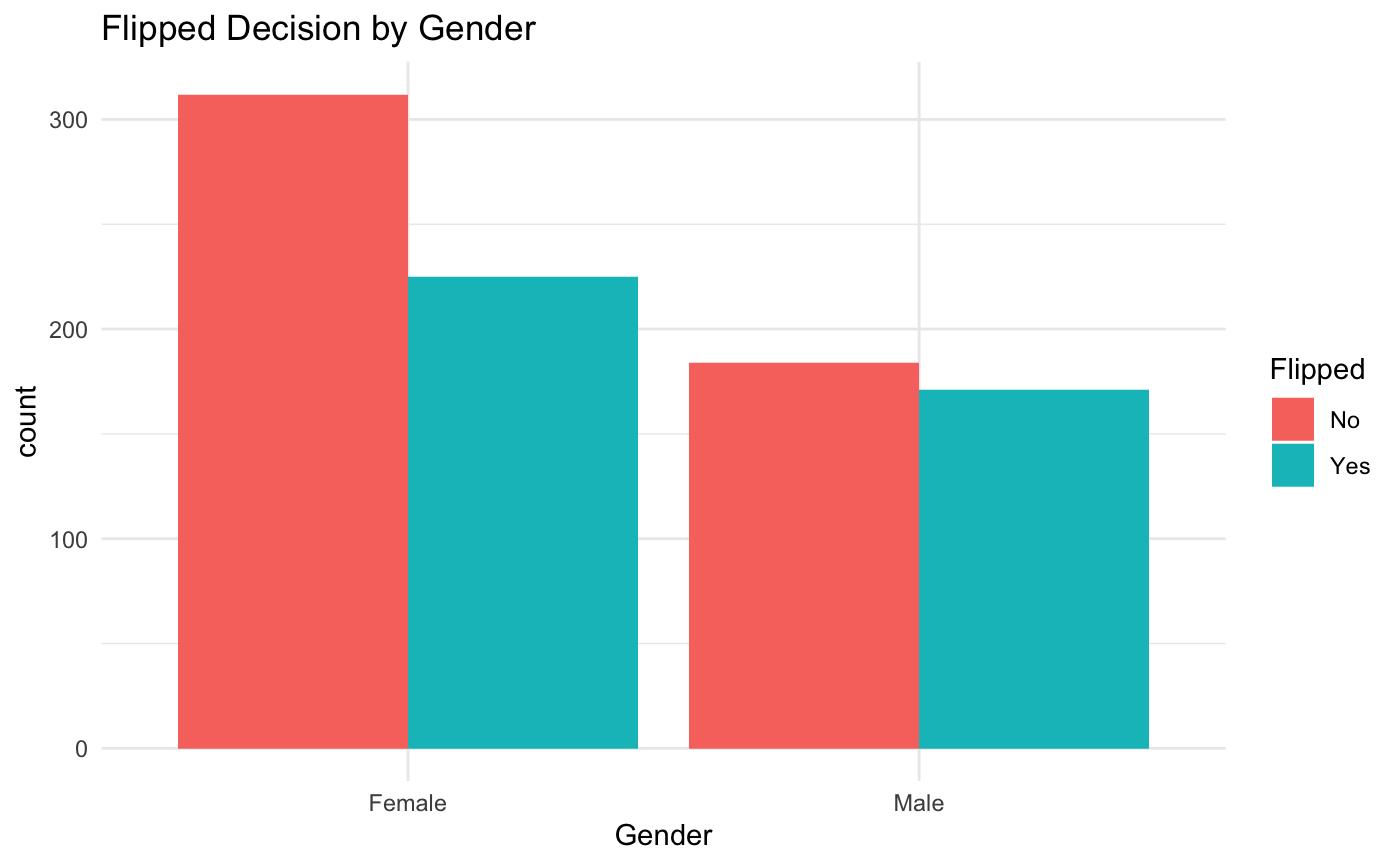 Flipped Decision by Gender
300
200
100
0
count
Female Male
Gender
Flipped
No
Yes